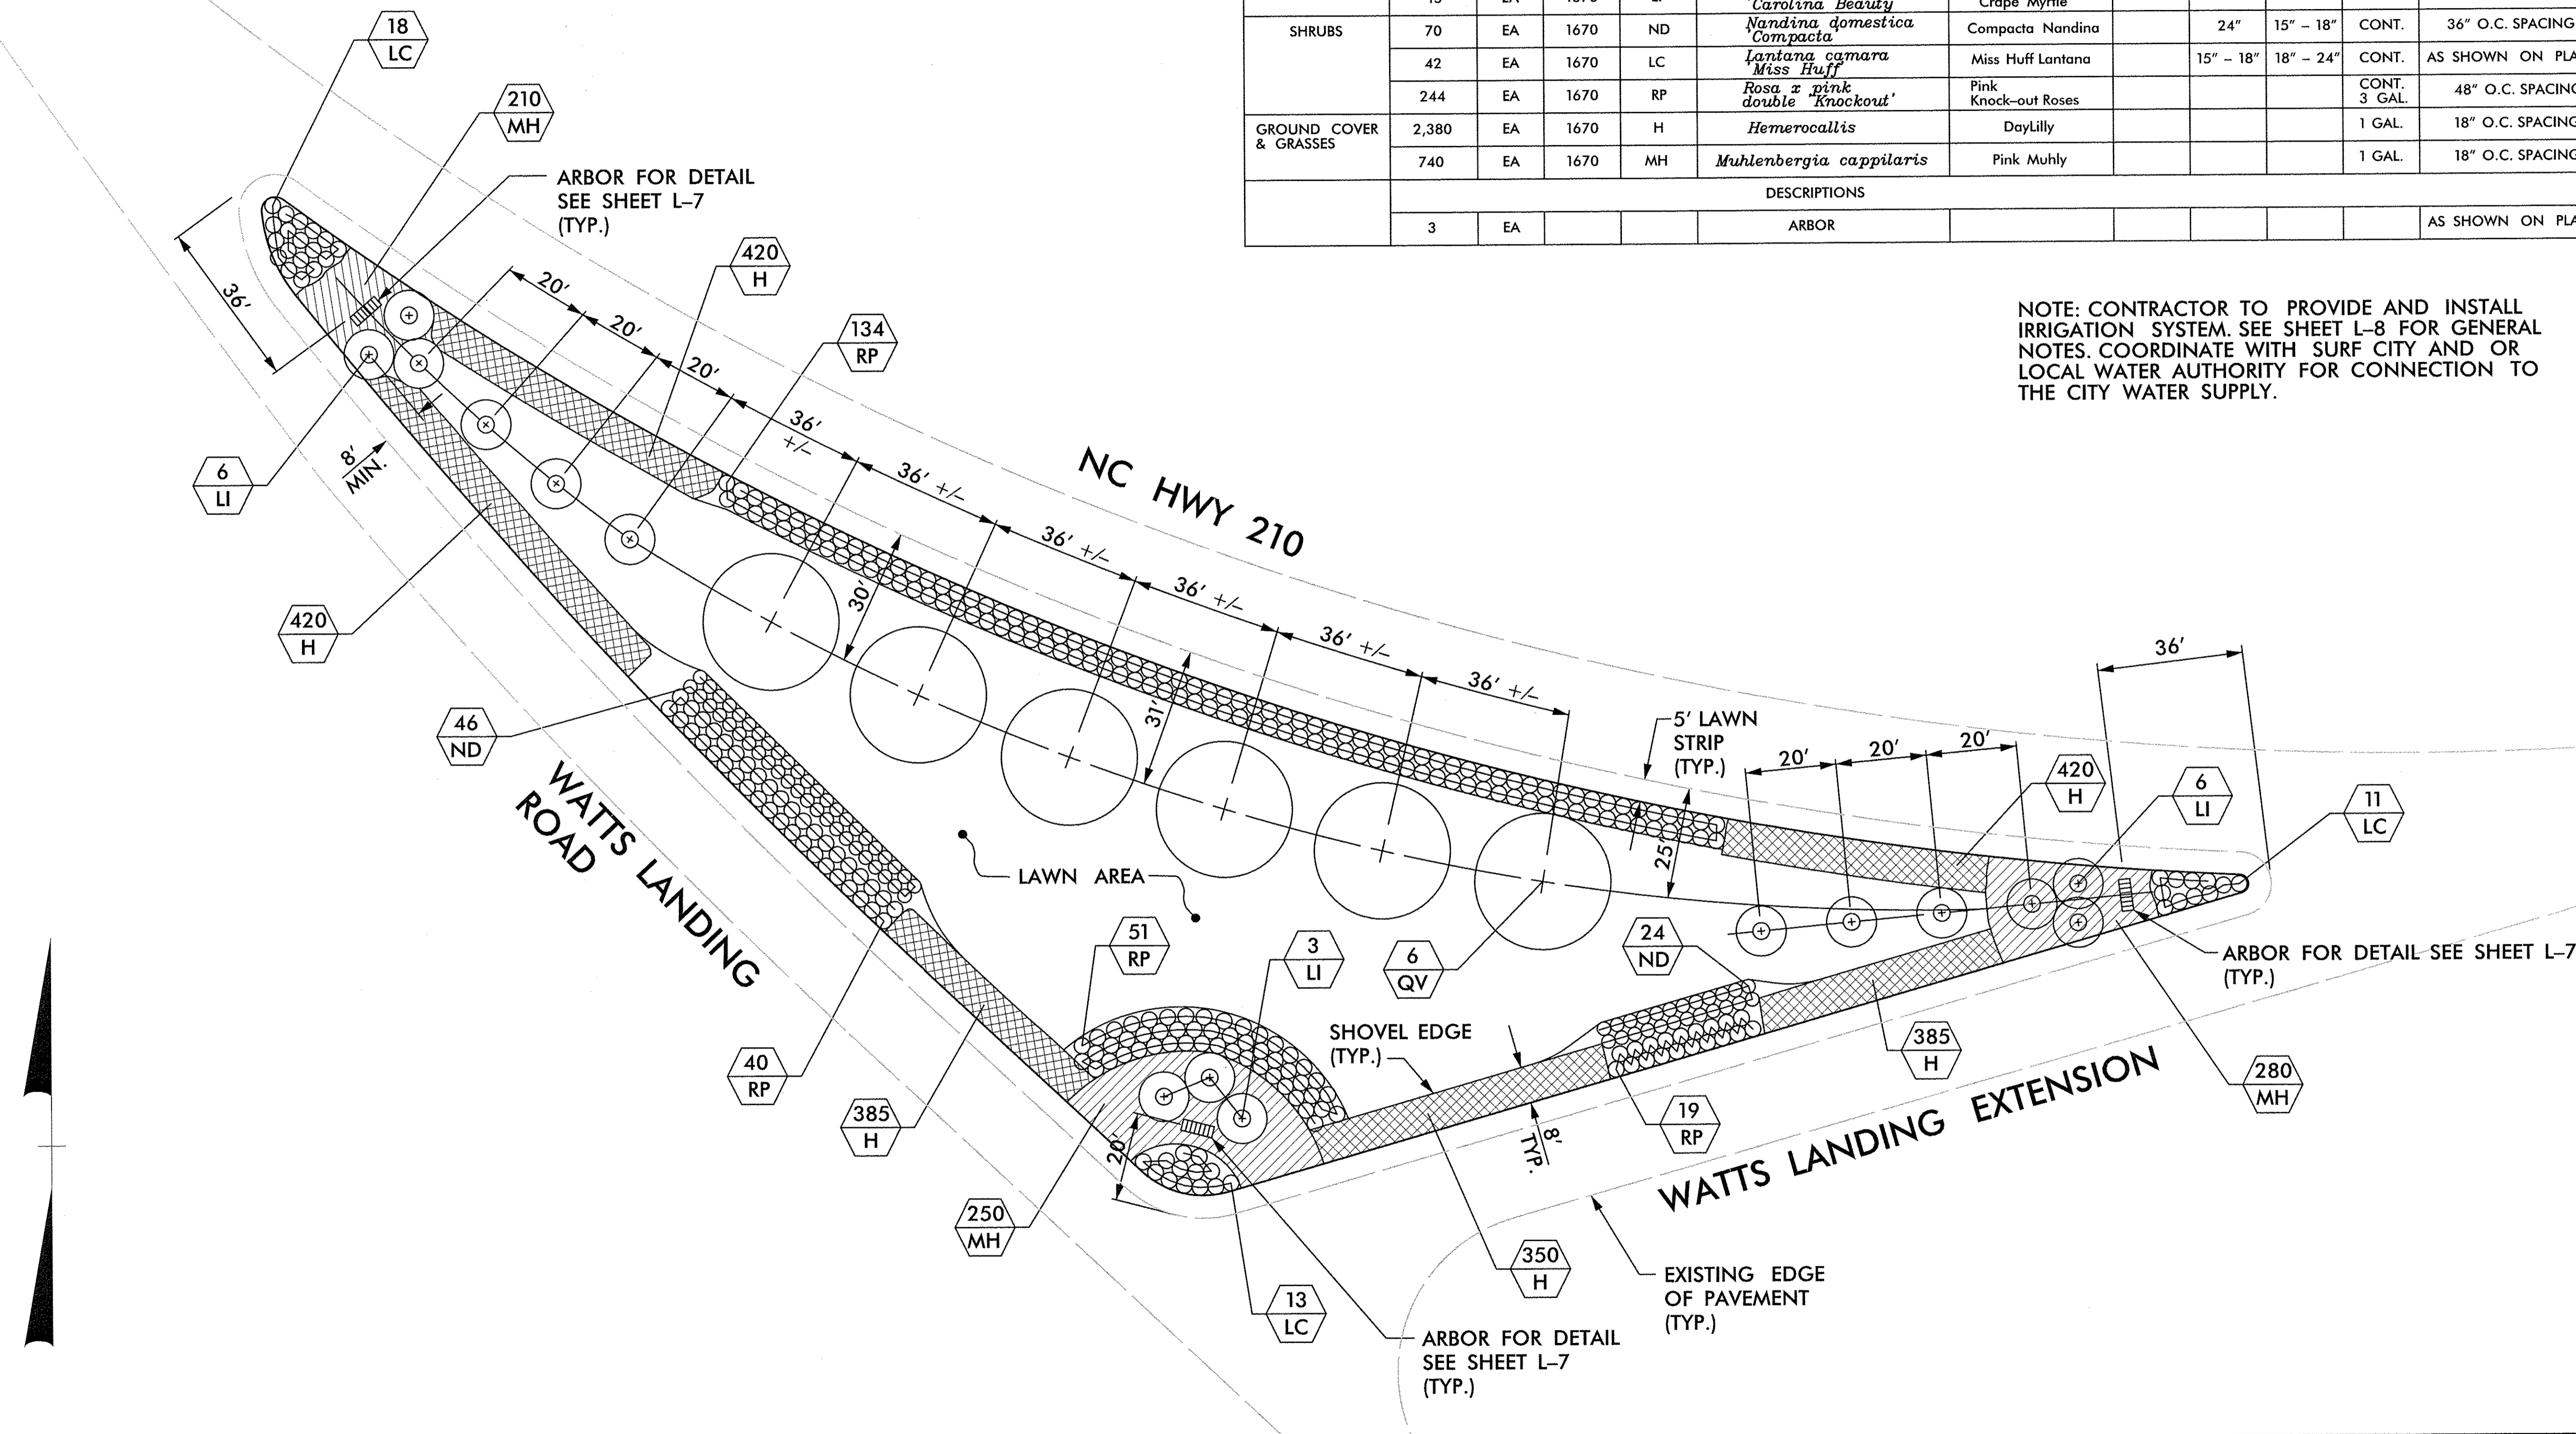 15 EA 1670 LI 'Carolina Beauty' Crape Myrtle
SHRUBS 70 EA 1670 ND Nandina domestica 'Compacta' Compacta Nandina 24" 15" – 18" CONT. 36" O.C. SPACING
42 EA 1670 LC Lantana camara 'Miss Huff' Miss Huff Lantana 15" – 18" 18" – 24" CONT. AS SHOWN ON PLA
244 EA 1670 RP Rosa x pink double 'Knockout' Pink Knock–out Roses CONT. 3 GAL. 48" O.C. SPACING
GROUND COVER & GRASSES 2,380 EA 1670 H Hemerocallis DayLilly 1 GAL. 18" O.C. SPACING
740 EA 1670 MH Muhlenbergia cappilaris Pink Muhly 1 GAL. 18" O.C. SPACING
DESCRIPTIONS
3 EA ARBOR AS SHOWN ON PLA
NOTE: CONTRACTOR TO PROVIDE AND INSTALL
IRRIGATION SYSTEM. SEE SHEET L–8 FOR GENERAL
NOTES. COORDINATE WITH SURF CITY AND OR
LOCAL WATER AUTHORITY FOR CONNECTION TO
THE CITY WATER SUPPLY.
18
LC
210
MH
ARBOR FOR DETAIL
SEE SHEET L–7
(TYP.)
420
H
134
RP
36'
20'
20'
20'
36'
+/–
36' +/–
36' +/–
36' +/–
36' +/–
36' +/–
NC HWY 210
6
LI
8'
MIN.
420
H
30'
31'
25'
46
ND
WATTS LANDING
ROAD
LAWN AREA
5' LAWN
STRIP
(TYP.)
20'
20'
20'
36'
420
H
6
LI
11
LC
51
RP
3
LI
6
QV
24
ND
ARBOR FOR DETAIL SEE SHEET L–7
(TYP.)
SHOVEL EDGE
(TYP.)
40
RP
385
H
20'
8'
TYP.
19
RP
385
H
280
MH
WATTS LANDING EXTENSION
250
MH
13
LC
350
H
EXISTING EDGE
OF PAVEMENT
(TYP.)
ARBOR FOR DETAIL
SEE SHEET L–7
(TYP.)